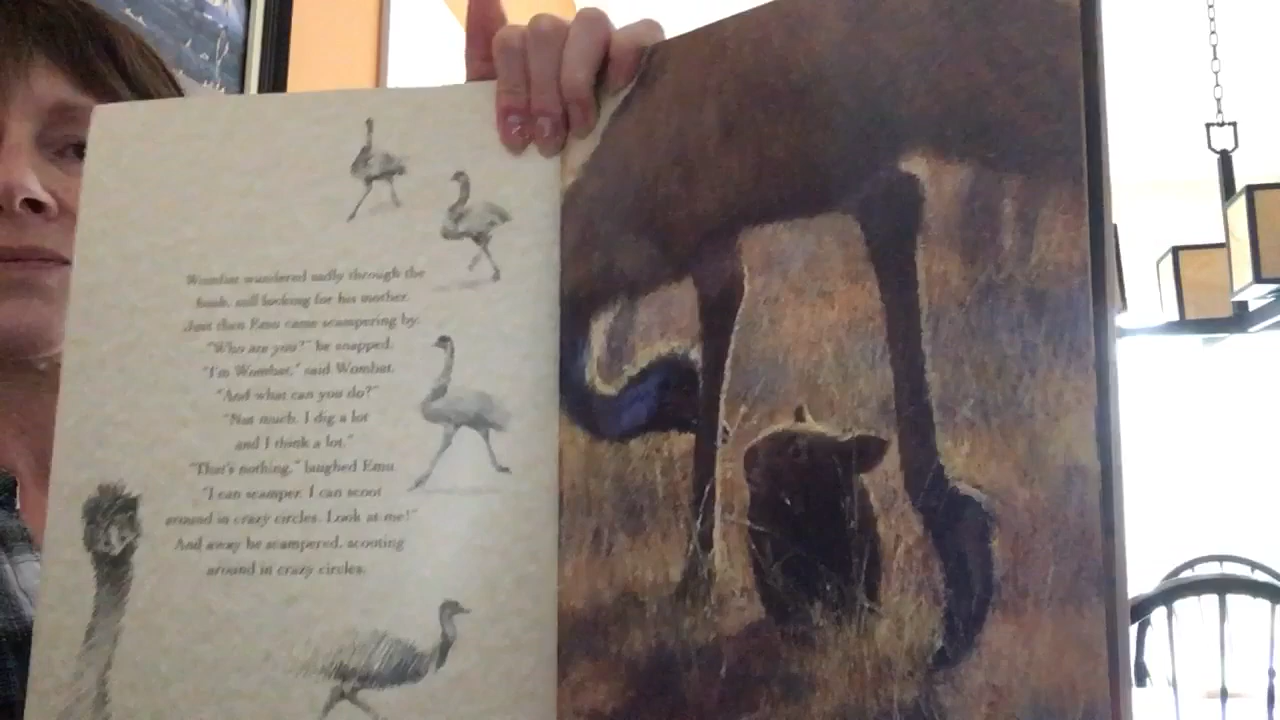 Wombat wandered sadly through the
bush, still looking for his mother.
Just then Emu came scampering by.
"Who are you?" he snapped.
"I'm Wombat," said Wombat.
"And what can you do?"
"Not much. I dig a lot
and I think a lot."
"That's nothing," laughed Emu
"I can scamper. I can scoot
around in crazy circles. Look at me!"
And away he scampered, scooting
around in crazy circles.